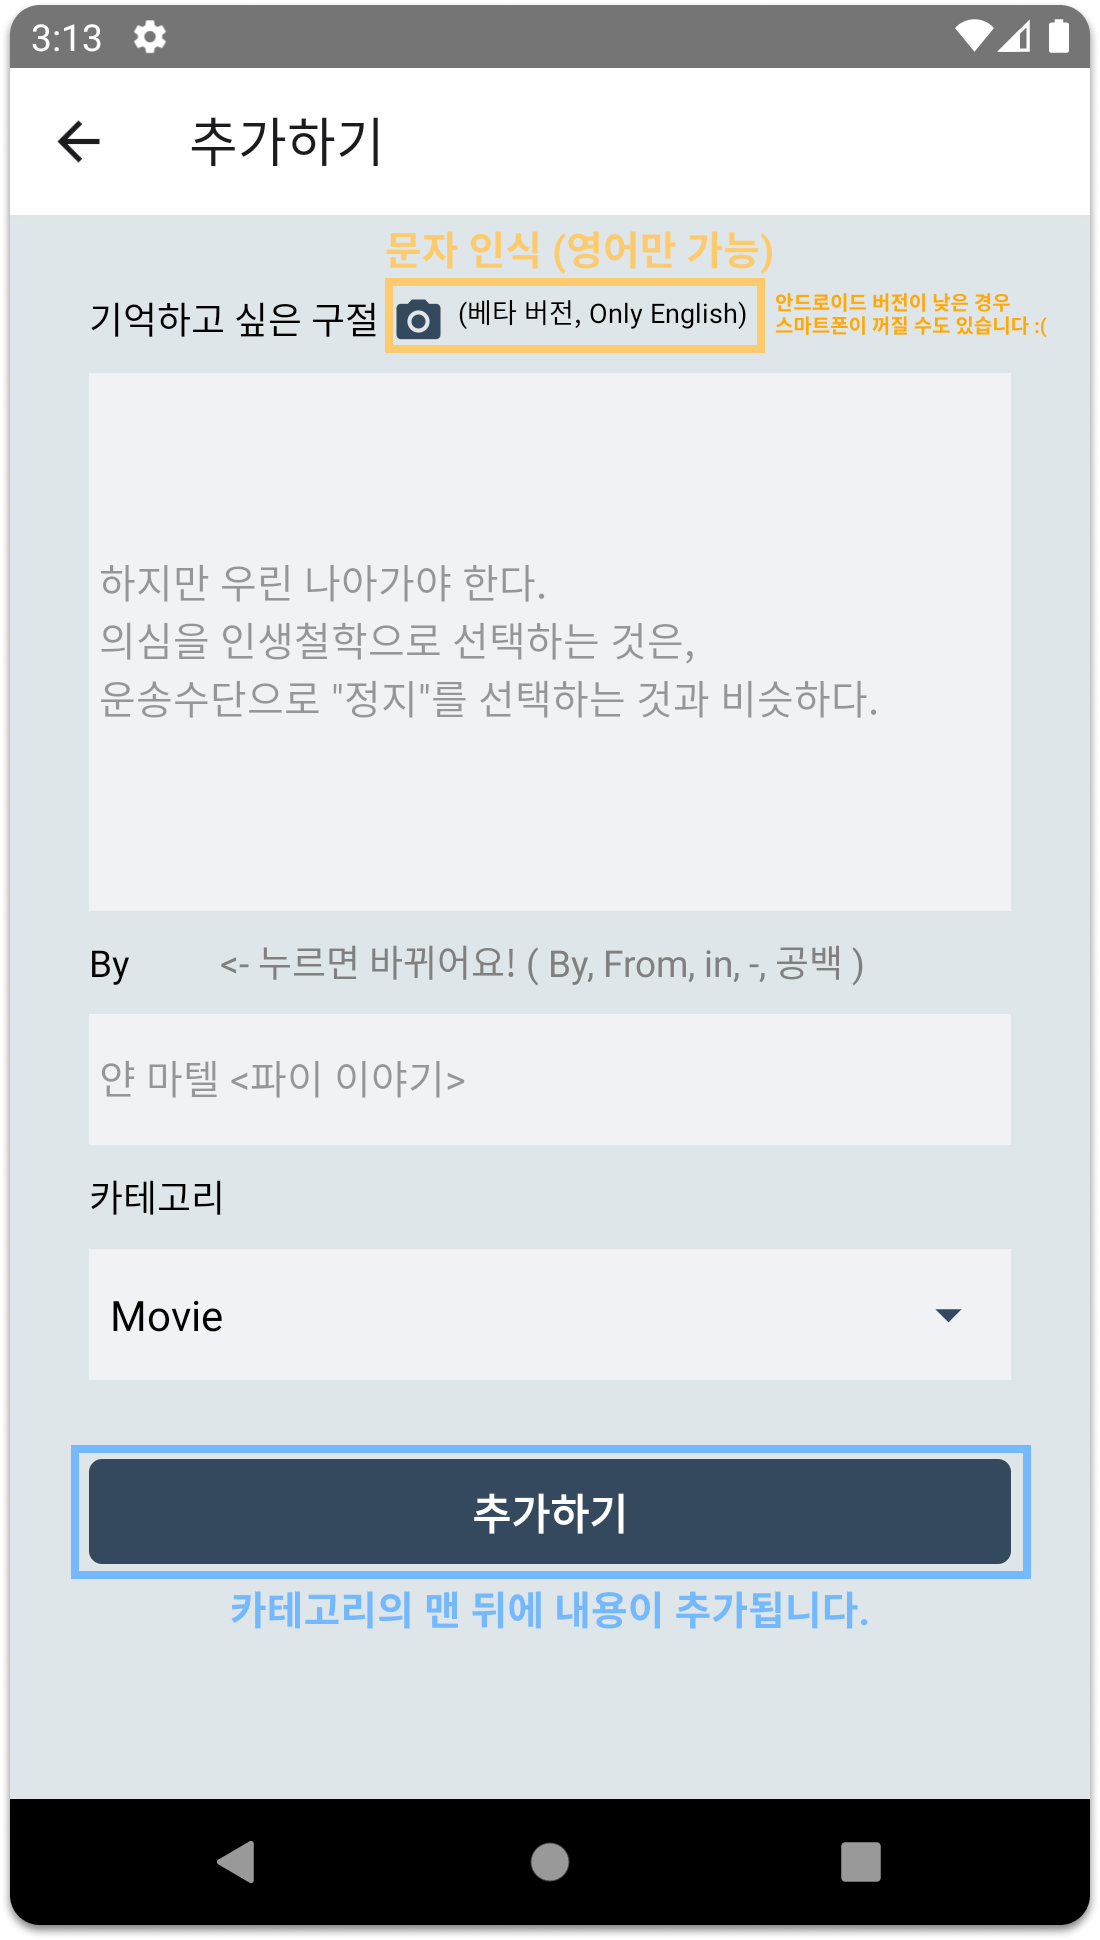 3:13
추가하기
문자 인식 (영어만 가능)
기억하고 싶은 구절 (베타 버전, Only English)
안드로이드 버전이 낮은 경우
스마트폰이 꺼질 수도 있습니다 :(
하지만 우린 나아가야 한다.
의심을 인생철학으로 선택하는 것은,
운송수단으로 "정지"를 선택하는 것과 비슷하다.
By <- 누르면 바뀌어요! ( By, From, in, -, 공백 )
얀 마텔 <파이 이야기>
카테고리
Movie
추가하기
카테고리의 맨 뒤에 내용이 추가됩니다.